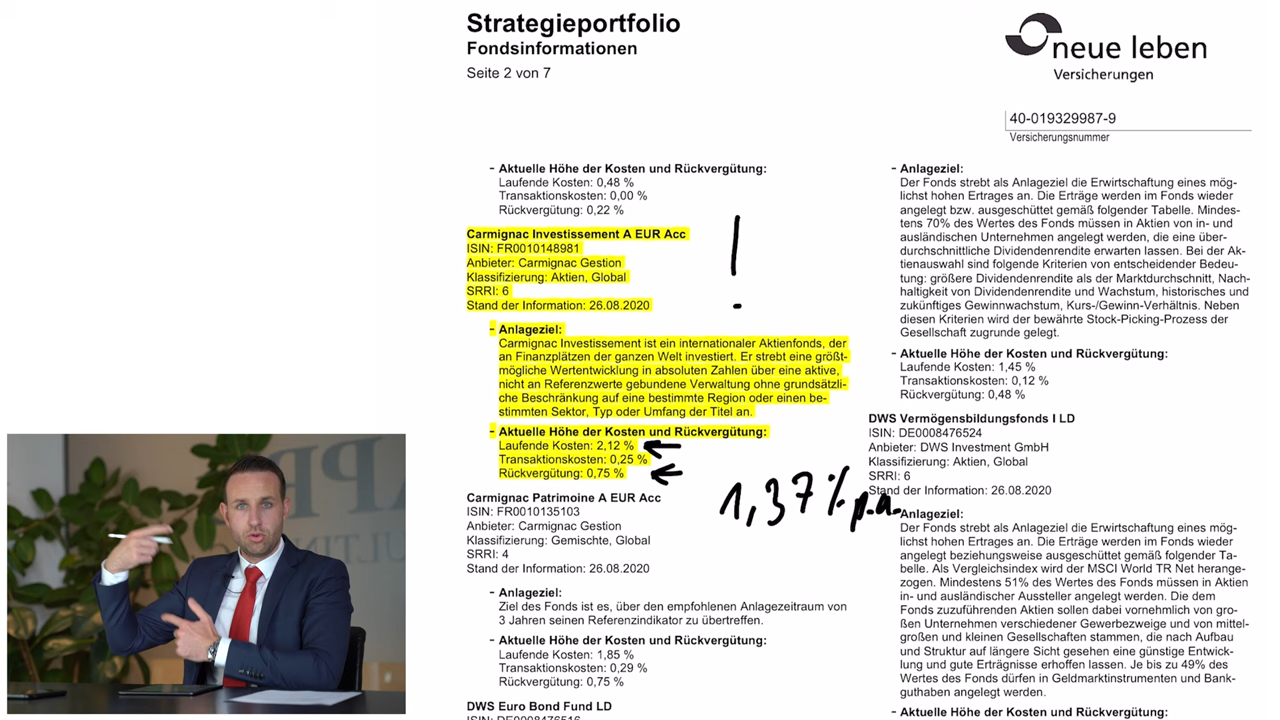 Strategieportfolio
Fondsinformationen
Seite 2 von 7
neue leben
Versicherungen
40-019329987-9
Versicherungsnummer
- Aktuelle Höhe der Kosten und Rückvergütung:
Laufende Kosten: 0,48 %
Transaktionskosten: 0,00 %
Rückvergütung: 0,22 %
Carmignac Investissement A EUR Acc
ISIN: FR0010148981
Anbieter: Carmignac Gestion
Klassifizierung: Aktien, Global
SRRI: 6
Stand der Information: 26.08.2020
!
- Anlageziel:
Carmignac Investissement ist ein internationaler Aktienfonds, der
an Finanzplätzen der ganzen Welt investiert. Er strebt eine größt-
mögliche Wertentwicklung in absoluten Zahlen über eine aktive,
nicht an Referenzwerte gebundene Verwaltung ohne grundsätzli-
che Beschränkung auf eine bestimmte Region oder einen be-
stimmten Sektor, Typ oder Umfang der Titel an.
- Aktuelle Höhe der Kosten und Rückvergütung:
Laufende Kosten: 2,12 %
Transaktionskosten: 0,25 %
Rückvergütung: 0,75 %
1,37 % p.a.
Carmignac Patrimoine A EUR Acc
ISIN: FR0010135103
Anbieter: Carmignac Gestion
Klassifizierung: Gemischte, Global
SRRI: 4
Stand der Information: 26.08.2020
- Anlageziel:
Ziel des Fonds ist es, über den empfohlenen Anlagezeitraum von
3 Jahren seinen Referenzindikator zu übertreffen.
- Aktuelle Höhe der Kosten und Rückvergütung:
Laufende Kosten: 1,85 %
Transaktionskosten: 0,29 %
Rückvergütung: 0,75 %
DWS Euro Bond Fund LD
ISIN: DE0008476516
- Anlageziel:
Der Fonds strebt als Anlageziel die Erwirtschaftung eines mög-
lichst hohen Ertrages an. Die Erträge werden im Fonds wieder
angelegt bzw. ausgeschüttet gemäß folgender Tabelle. Mindes-
tens 70% des Wertes des Fonds müssen in Aktien von in- und
ausländischen Unternehmen angelegt werden, die eine über-
durchschnittliche Dividendenrendite erwarten lassen. Bei der Ak-
tienauswahl sind folgende Kriterien von entscheidender Bedeu-
tung: größere Dividendenrendite als der Marktdurchschnitt, Nach-
haltigkeit von Dividendenrendite und Wachstum, historisches und
zukünftiges Gewinnwachstum, Kurs-/Gewinn-Verhältnis. Neben
diesen Kriterien wird der bewährte Stock-Picking-Prozess der
Gesellschaft zugrunde gelegt.
- Aktuelle Höhe der Kosten und Rückvergütung:
Laufende Kosten: 1,45 %
Transaktionskosten: 0,12 %
Rückvergütung: 0,48 %
DWS Vermögensbildungsfonds I LD
ISIN: DE0008476524
Anbieter: DWS Investment GmbH
Klassifizierung: Aktien, Global
SRRI: 6
Stand der Information: 26.08.2020
Anlageziel:
Der Fonds strebt als Anlageziel die Erwirtschaftung eines mög-
lichst hohen Ertrages an. Die Erträge werden im Fonds wieder
angelegt beziehungsweise ausgeschüttet gemäß folgender Ta-
belle. Als Vergleichsindex wird der MSCI World TR Net herange-
zogen. Mindestens 51% des Wertes des Fonds müssen in Aktien
in- und ausländischer Aussteller angelegt werden. Die dem
Fonds zuzuführenden Aktien sollen dabei vornehmlich von gro-
ßen Unternehmen verschiedener Gewerbezweige und von mittel-
großen und kleinen Gesellschaften stammen, die nach Aufbau
und Struktur auf längere Sicht gesehen eine günstige Entwick-
lung und gute Erträgnisse erhoffen lassen. Je bis zu 49% des
Wertes des Fonds dürfen in Geldmarktinstrumenten und Bank-
guthaben angelegt werden.
- Aktuelle Höhe der Kosten und Rückvergütung: